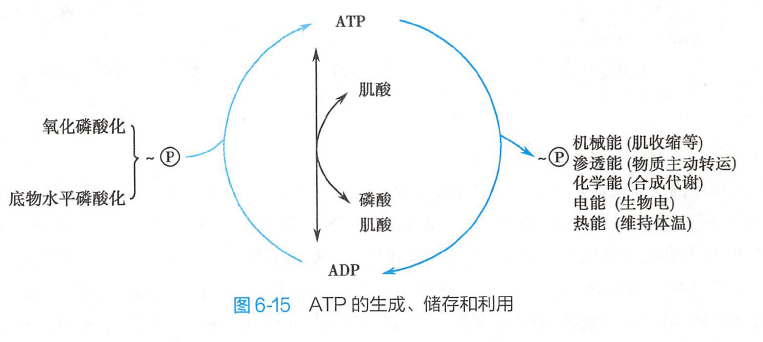 ATP
肌酸
氧化磷酸化
~Ⓟ
底物水平磷酸化
~Ⓟ
机械能 (肌收缩等)
渗透能 (物质主动转运)
化学能 (合成代谢)
电能 (生物电)
热能 (维持体温)
磷酸
肌酸
ADP
图 6-15 ATP 的生成、储存和利用